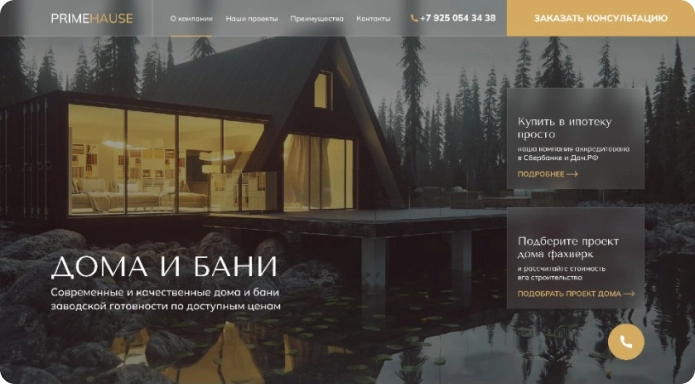 PRIMEHAUSE
О компании
Наши проекты
Преимущества
Контакты
+7 925 054 34 38
ЗАКАЗАТЬ КОНСУЛЬТАЦИЮ
Купить в ипотеку
просто
наша компания аккредитована
в Сбербанке и Дом.РФ
ПОДРОБНЕЕ
ДОМА И БАНИ
Современные и качественные дома и бани
заводской готовности по доступным ценам
Подберите проект
дома фахверк
и рассчитайте стоимость
его строительства
ПОДОБРАТЬ ПРОЕКТ ДОМА